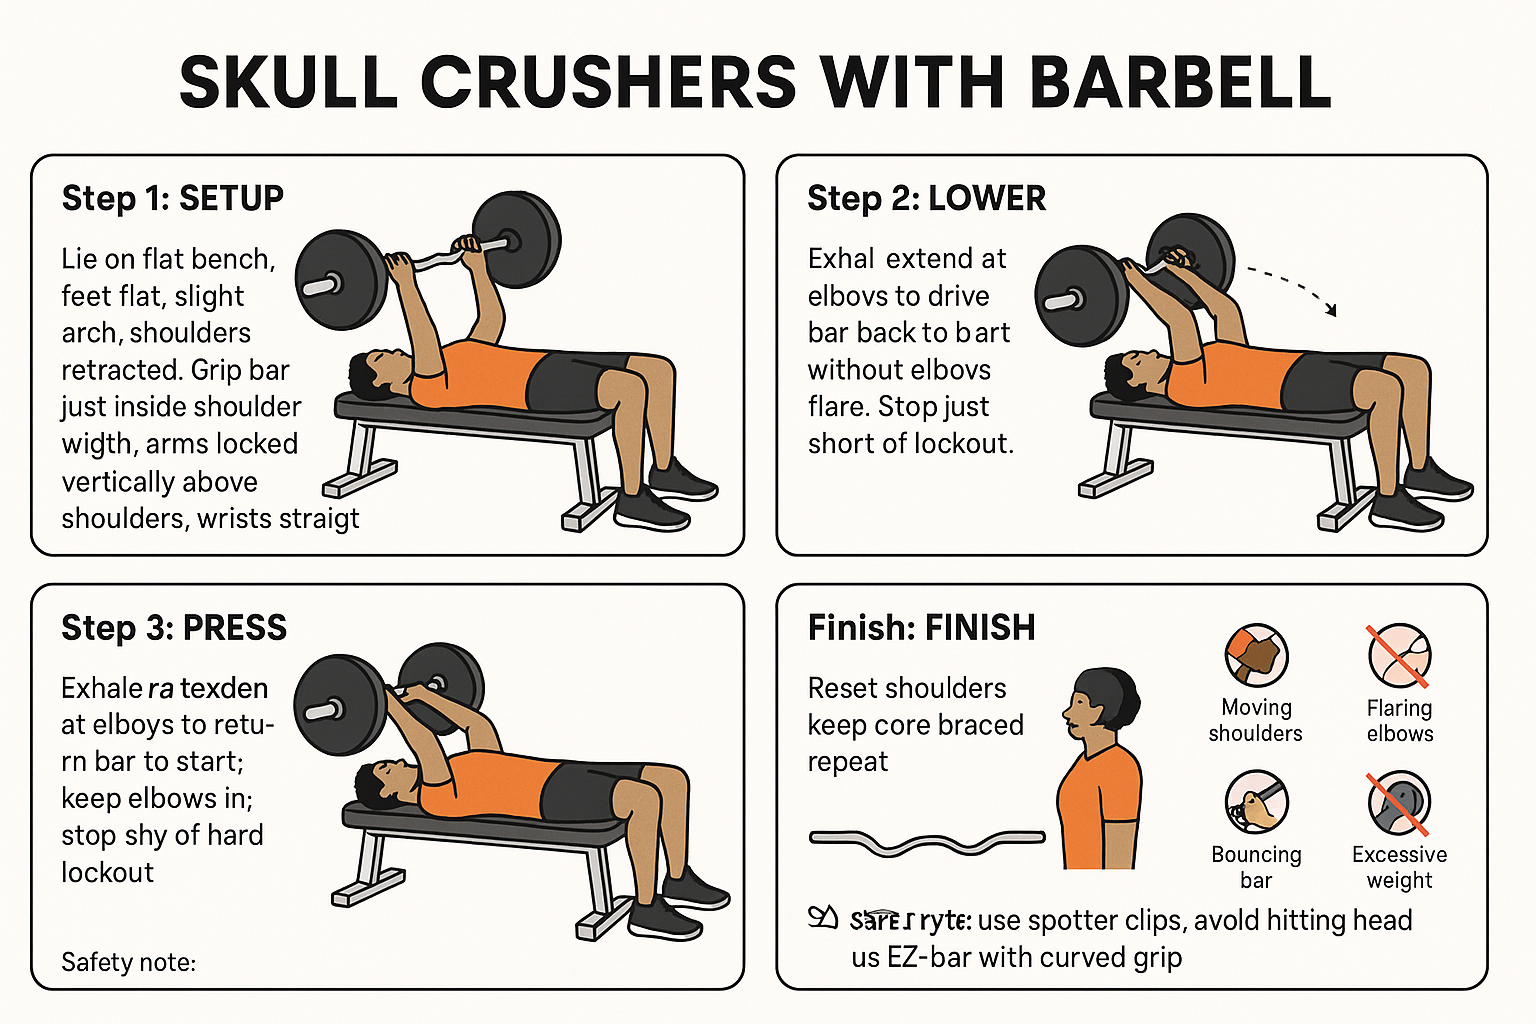 SKULL CRUSHERS WITH BARBELL
Step 1: SETUP
Lie on flat bench,
feet flat, slight
arch, shoulders
retracted. Grip bar
just inside shoulder
wigth, arms locked
vertically above
shoulders, wrists straigt
Step 2: LOWER
Exhal extend at
elbovs to drive
bar back to bart
without elbovs
flare. Stop just
short of lockout.
Step 3: PRESS
Exhale ra texden
at elboys to retu-
rn bar to start;
keep elbows in;
stop shy of hard
lockout
Safety note:
Finish: FINISH
Reset shoulders
keep core braced
repeat
Moving
shoulders
Flaring
elbows
Bouncing
bar
Excessive
weight
use spotter clips, avold hitting head
us EZ-bar with curved grip